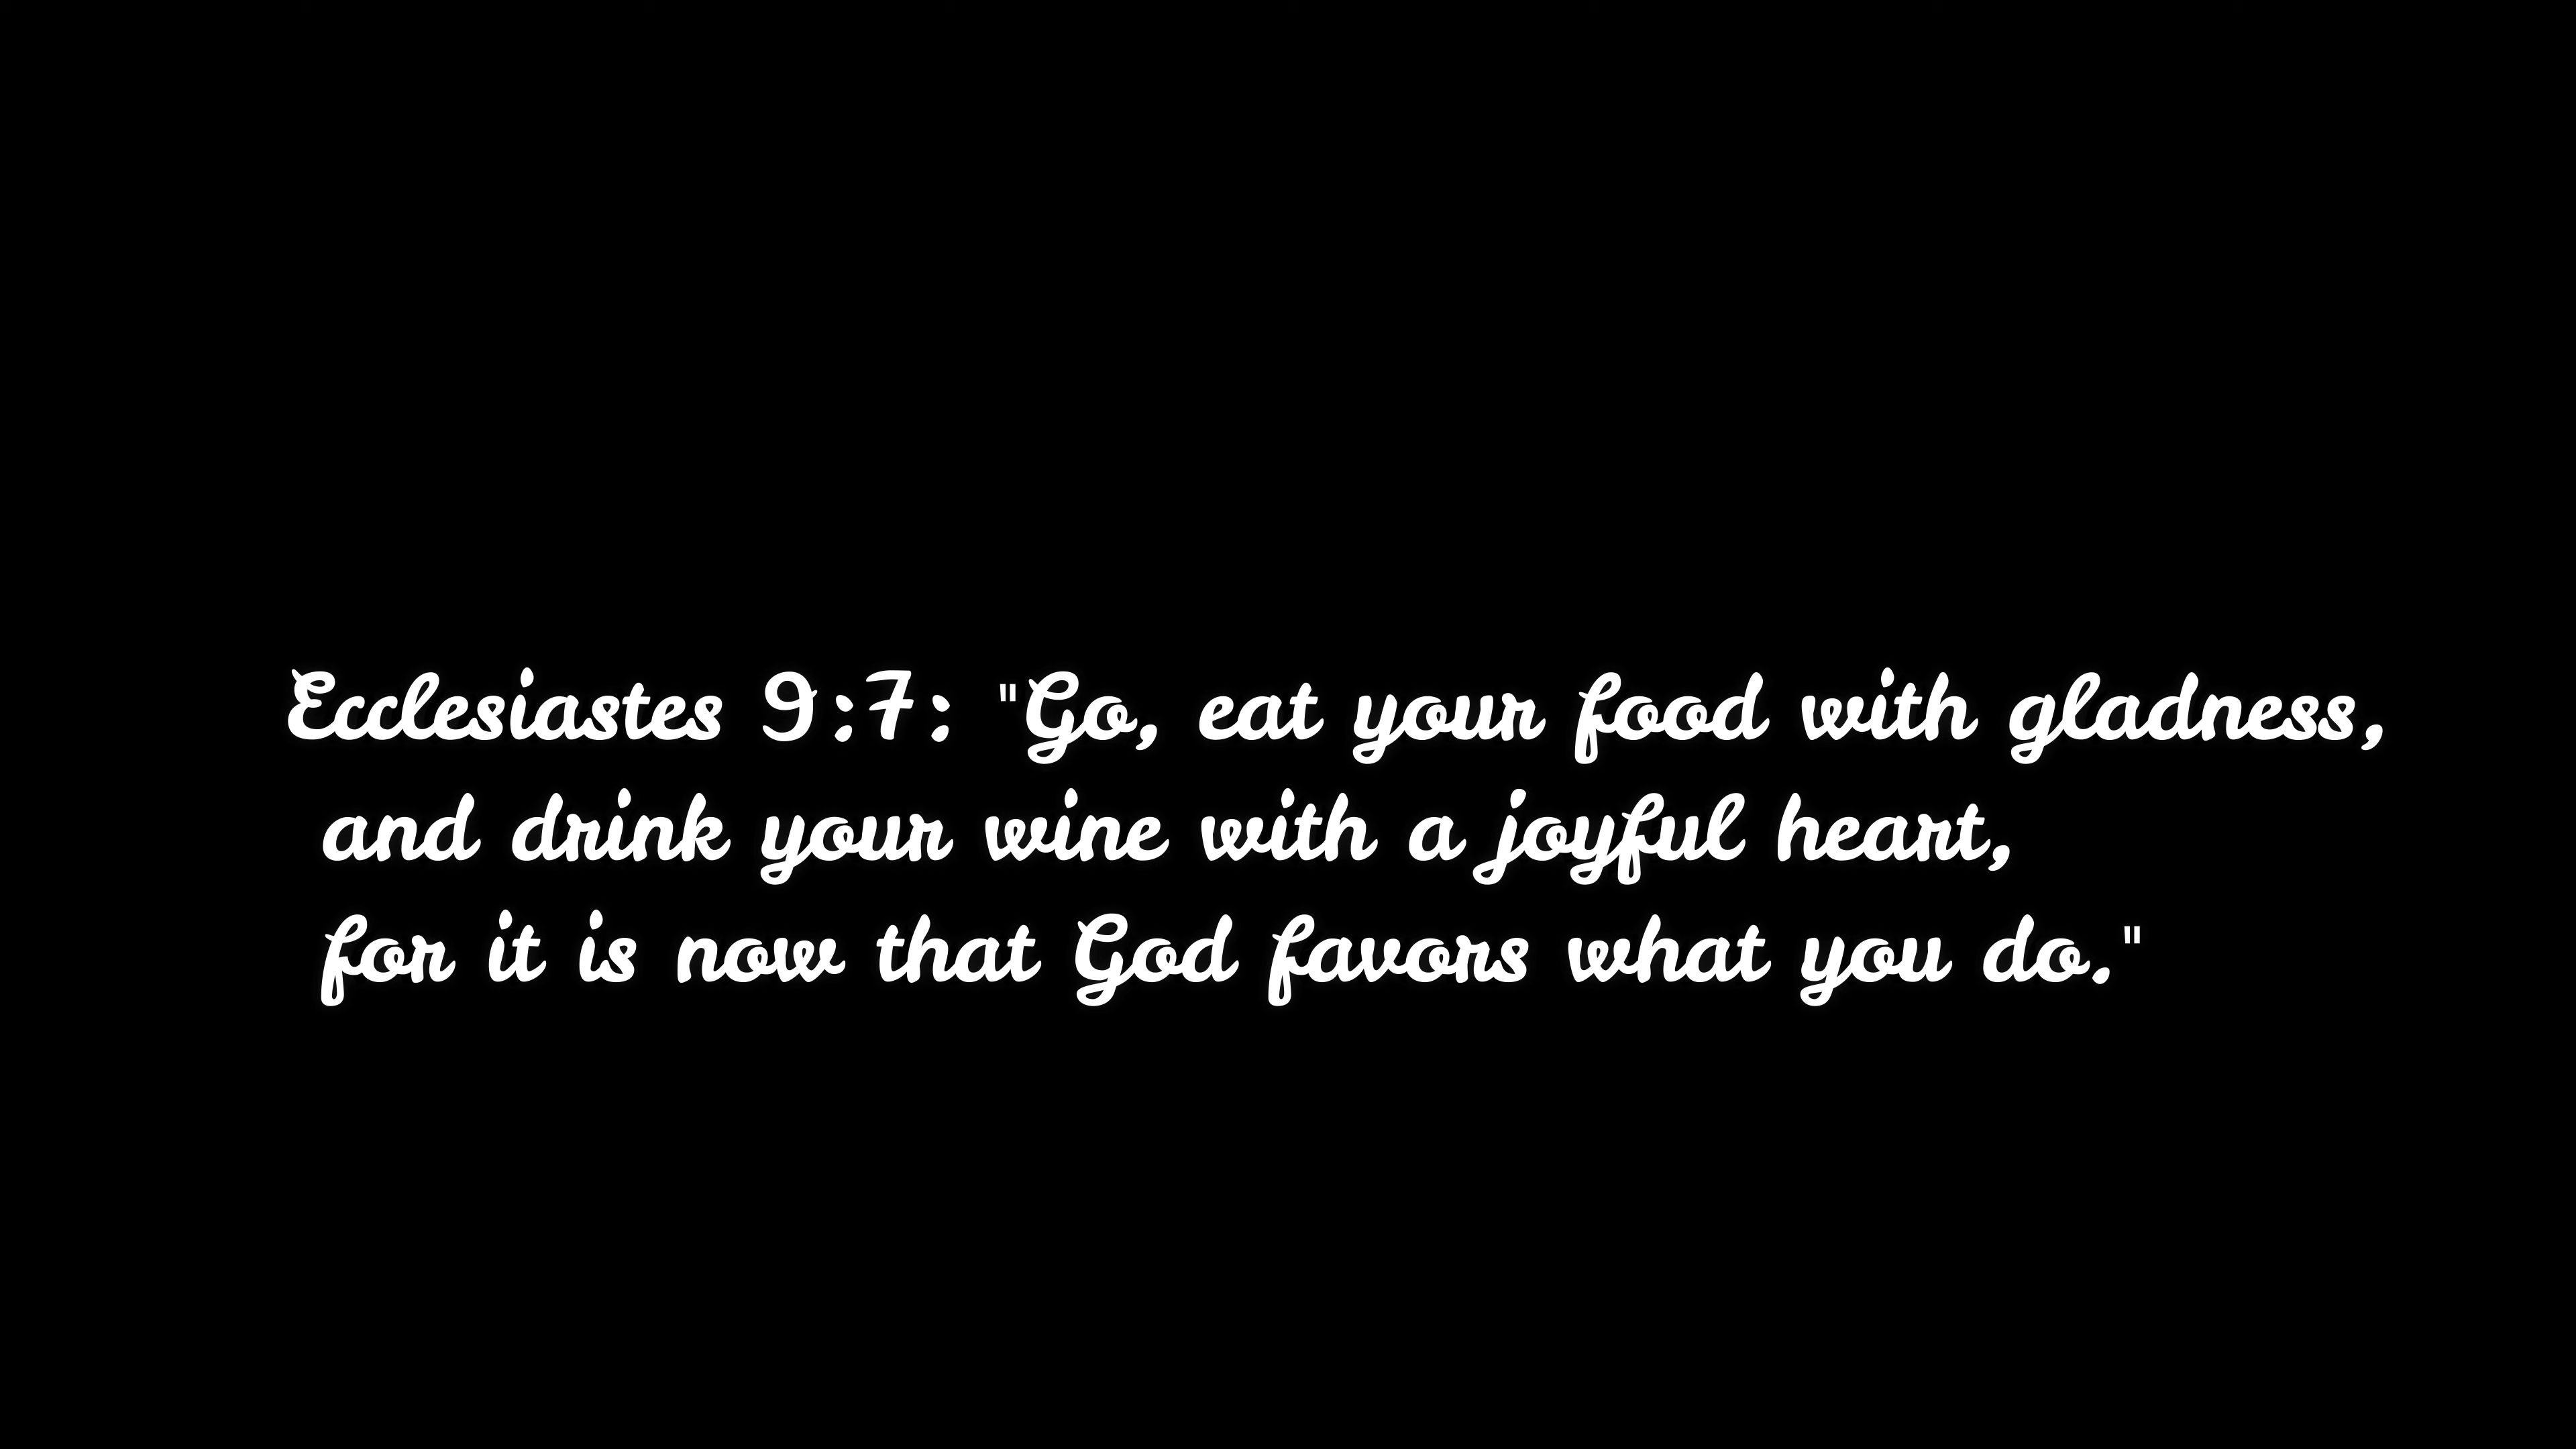 Ecclesiastes 9:7: "Go, eat your food with gladness,
and drink your wine with a joyful heart,
for it is now that God favors what you do."